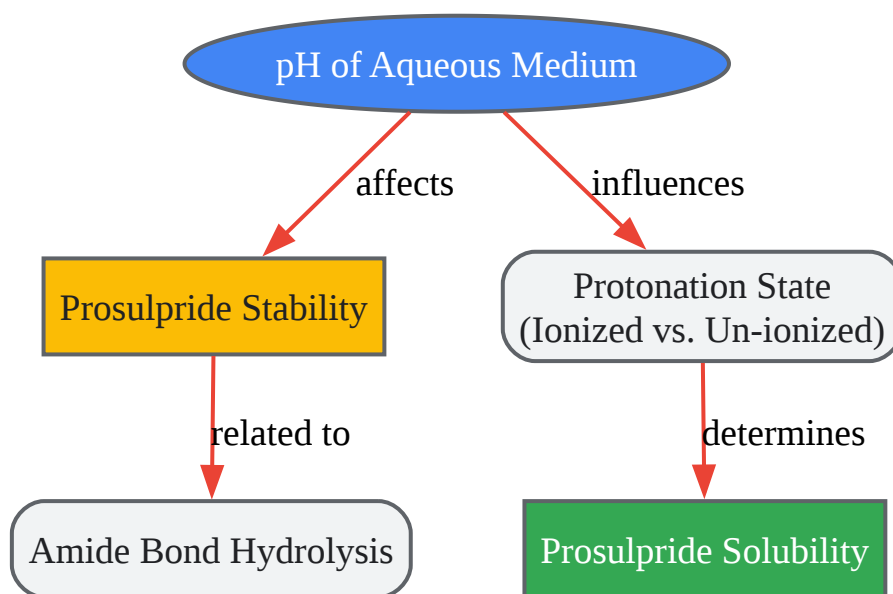 pH of Aqueous Medium
affects
influences
Prosulpride Stability
Protonation State
(Ionized vs. Un-ionized)
related to
determines
Amide Bond Hydrolysis
Prosulpride Solubility